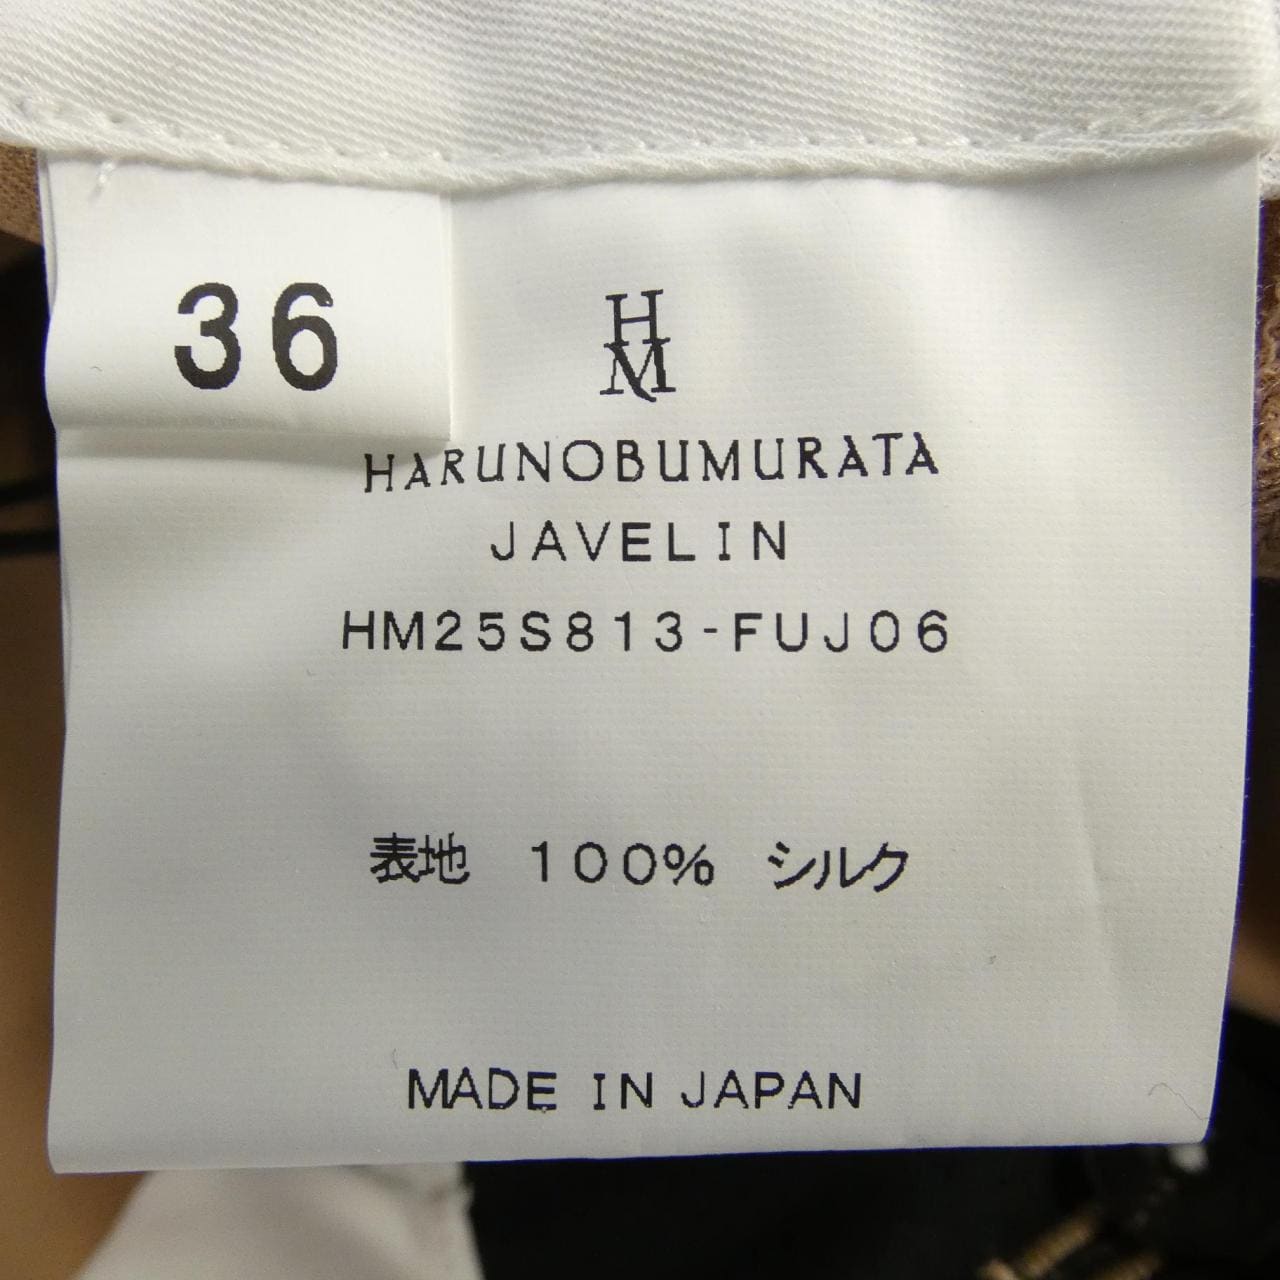 36
HM
HARUNOBUMURATA
JAVELIN
HM25S813-FUJ06
表地 100% シルク
MADE IN JAPAN